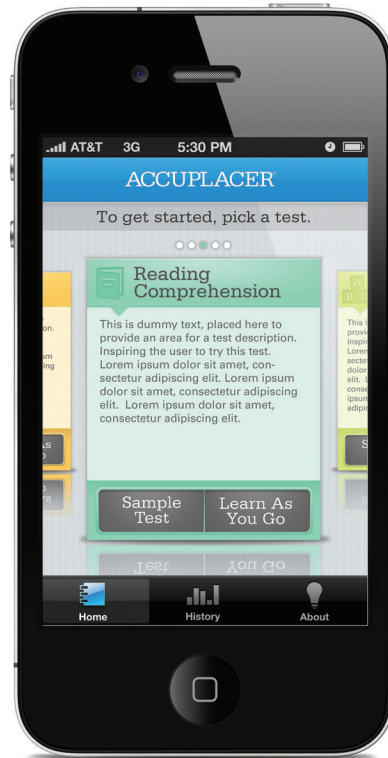 AT&T 3G 5:30 PM
ACCUPLACER®
To get started, pick a test.
Reading
Comprehension
This is dummy text, placed here to
provide an area for a test description.
Inspiring the user to try this test.
Lorem ipsum dolor sit amet, con-
sectetur adipiscing elit. Lorem ipsum
dolor sit amet, consectetur adipiscing
elit. Lorem ipsum dolor sit amet,
consectetur adipiscing elit.
Sample
Test
Learn As
You Go
Home
History
About